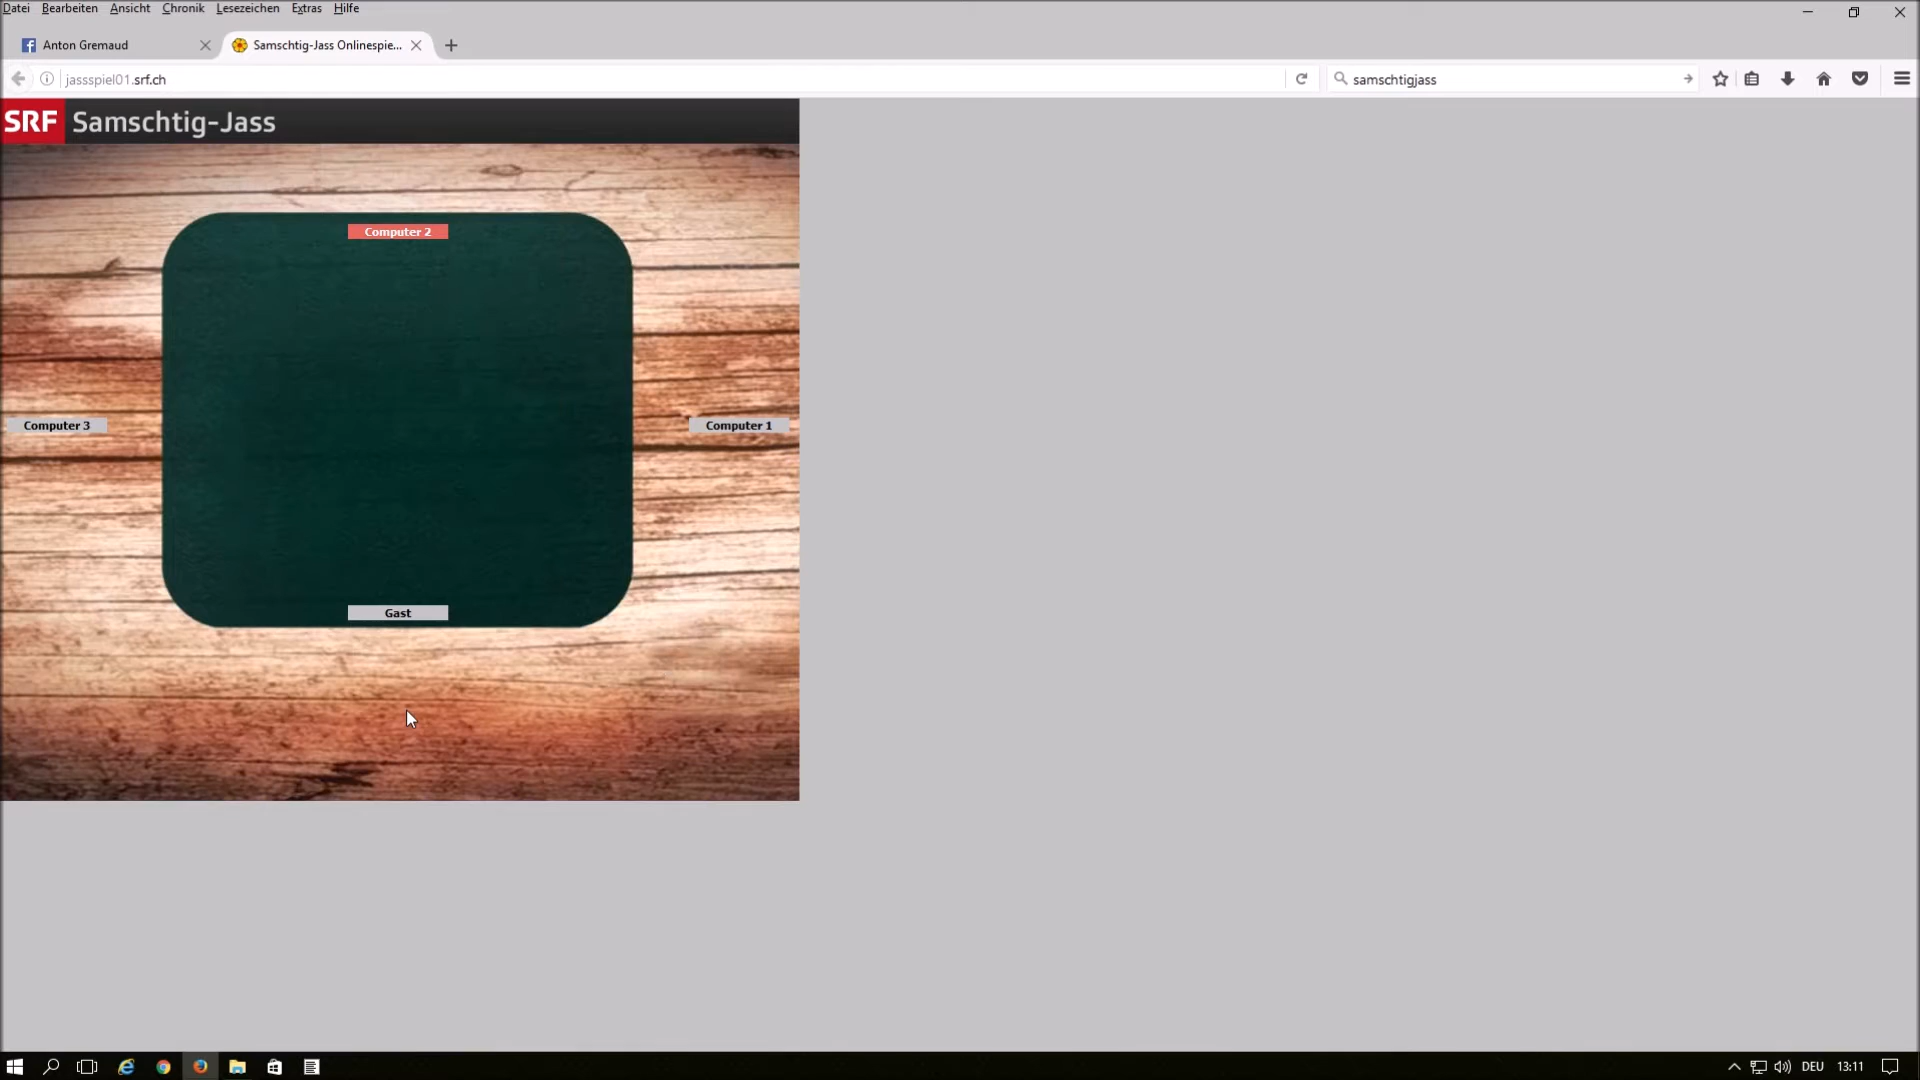 Datei Bearbeiten Ansicht Chronik Lesezeichen Extras Hilfe
Anton Gremaud
Samschtig-Jass Onlinespie...
jassspiel01.srf.ch
samschtigjass
SRF Samschtig-Jass
Computer 2
Computer 3
Computer 1
Gast
DEU 13:11